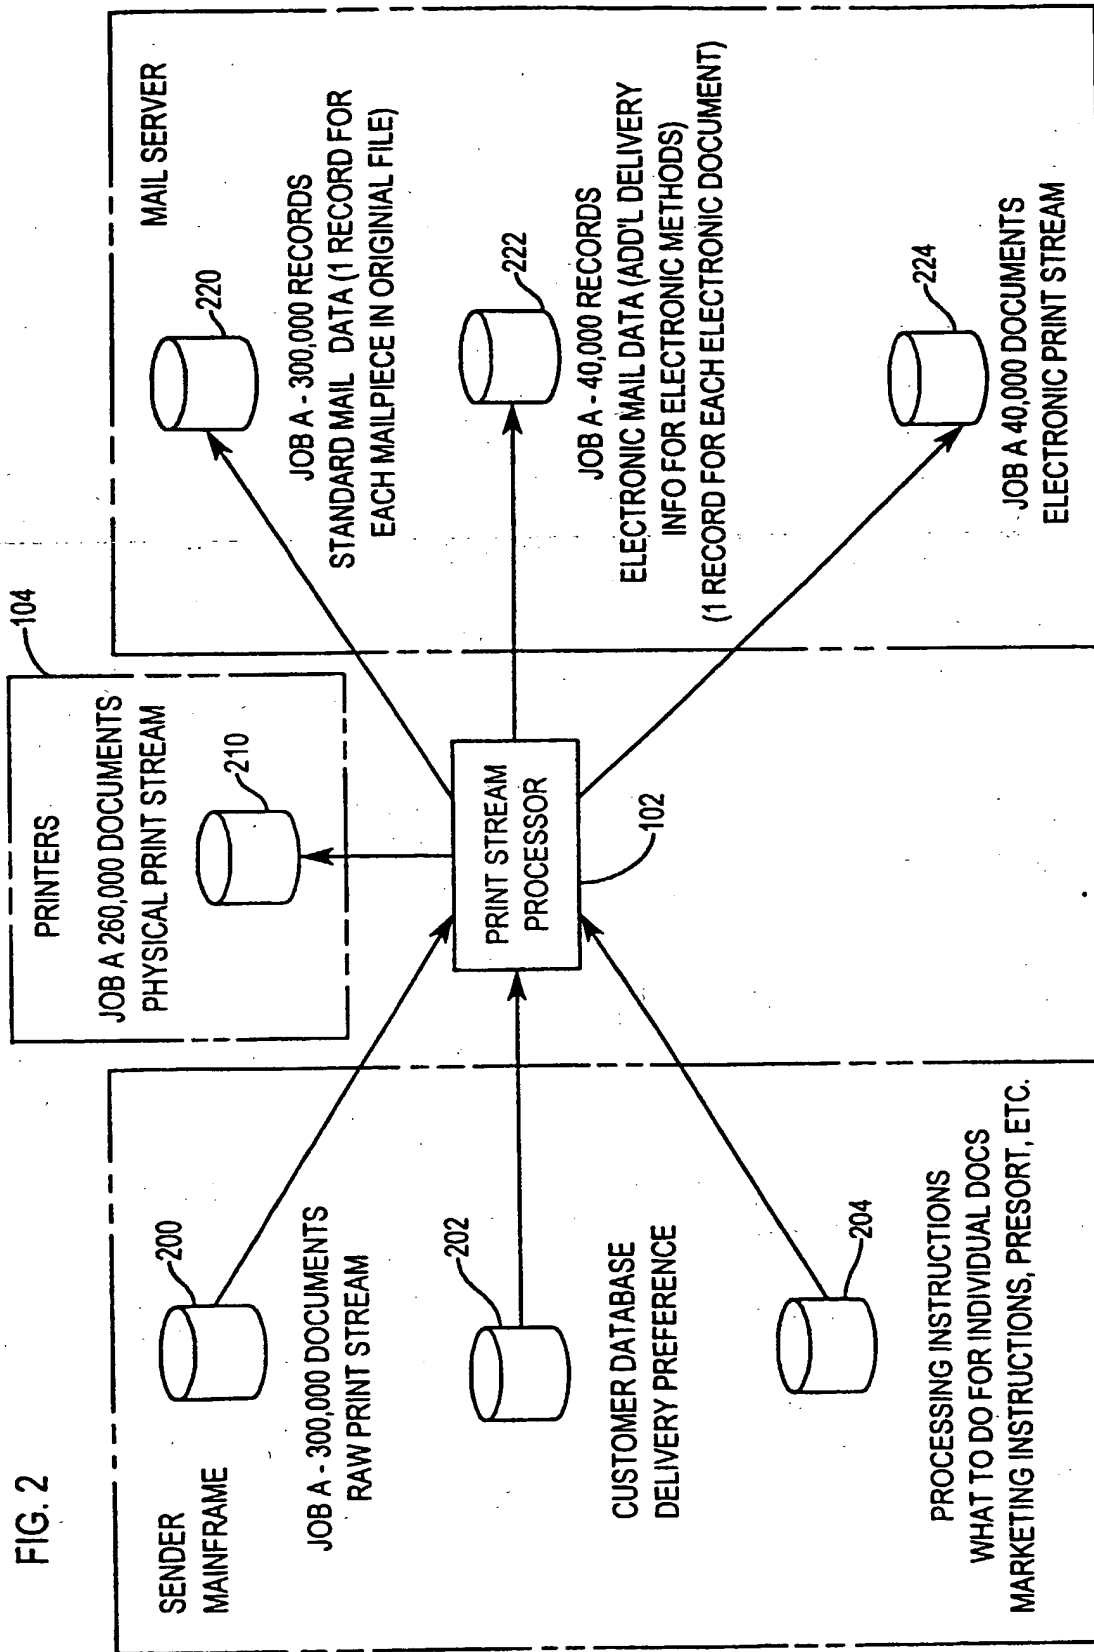 FIG. 2
SENDER
MAINFRAME
200
JOB A - 300,000 DOCUMENTS
RAW PRINT STREAM
202
CUSTOMER DATABASE
DELIVERY PREFERENCE
204
PROCESSING INSTRUCTIONS
WHAT TO DO FOR INDIVIDUAL DOCS
MARKETING INSTRUCTIONS, PRESORT, ETC.
PRINTERS
104
JOB A 260,000 DOCUMENTS
PHYSICAL PRINT STREAM
210
PRINT STREAM
PROCESSOR
102
MAIL SERVER
220
JOB A - 300,000 RECORDS
STANDARD MAIL DATA (1 RECORD FOR
EACH MAILPIECE IN ORIGINIAL FILE)
222
JOB A - 40,000 RECORDS
ELECTRONIC MAIL DATA (ADD'L DELIVERY
INFO FOR ELECTRONIC METHODS)
(1 RECORD FOR EACH ELECTRONIC DOCUMENT)
224
JOB A 40,000 DOCUMENTS
ELECTRONIC PRINT STREAM